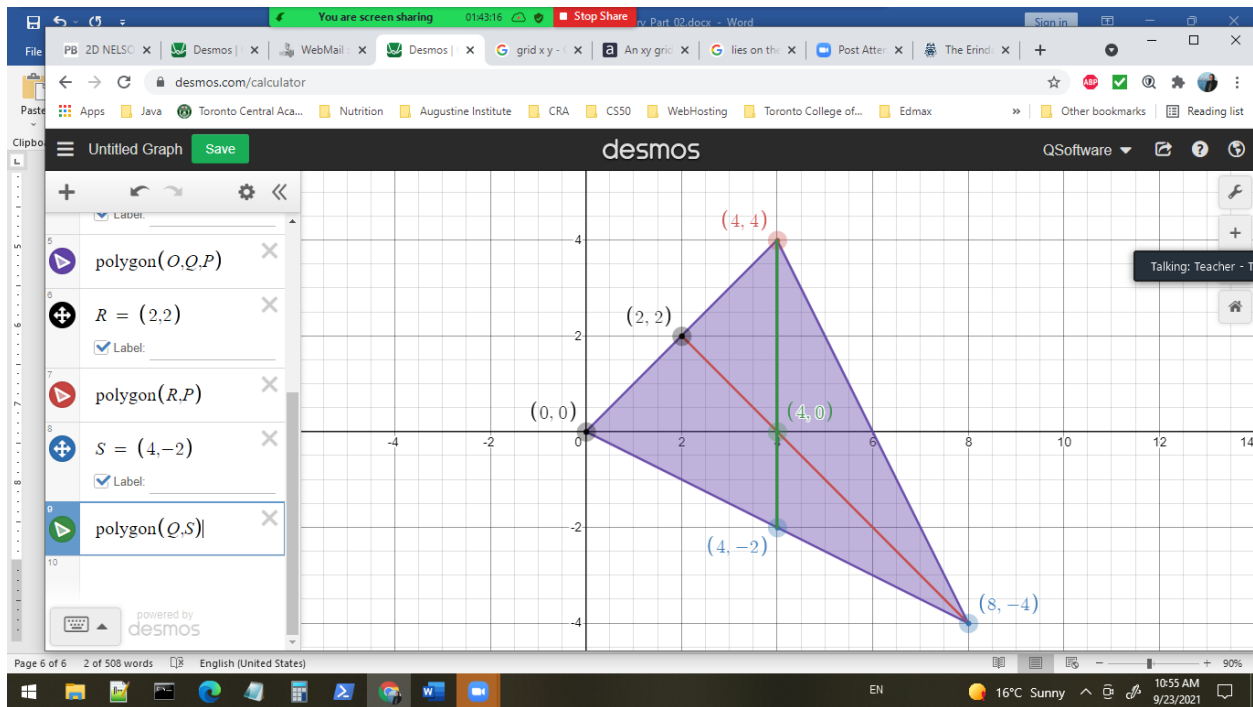 You are screen sharing
01:43:16
Stop Share
Part 02.docx - Word
Sign in
File
PB 2D NELSC
Desmos |
WebMail
Desmos |
grid x y -
An xy grid
lies on the
Post Atter
The Erinda
desmos.com/calculator
ABP
Paste
Apps
Java
Toronto Central Aca...
Nutrition
Augustine Institute
CRA
CS50
WebHosting
Toronto College of...
Edmax
»
Other bookmarks
Reading list
Clipbo
Untitled Graph
Save
desmos
QSoftware
Label:
5
polygon(O,Q,P)
6
R = (2,2)
Label:
7
polygon(R,P)
8
S = (4,−2)
Label:
9
polygon(Q,S)
10
powered by
desmos
(4, 4)
4
(2, 2)
2
(0, 0)
(4, 0)
-4 -2 0 2 4 6 8 10 12 14
-2
(4, −2)
(8, −4)
-4
Talking: Teacher - T
Page 6 of 6
2 of 508 words
English (United States)
90%
EN
16°C Sunny
10:55 AM
9/23/2021